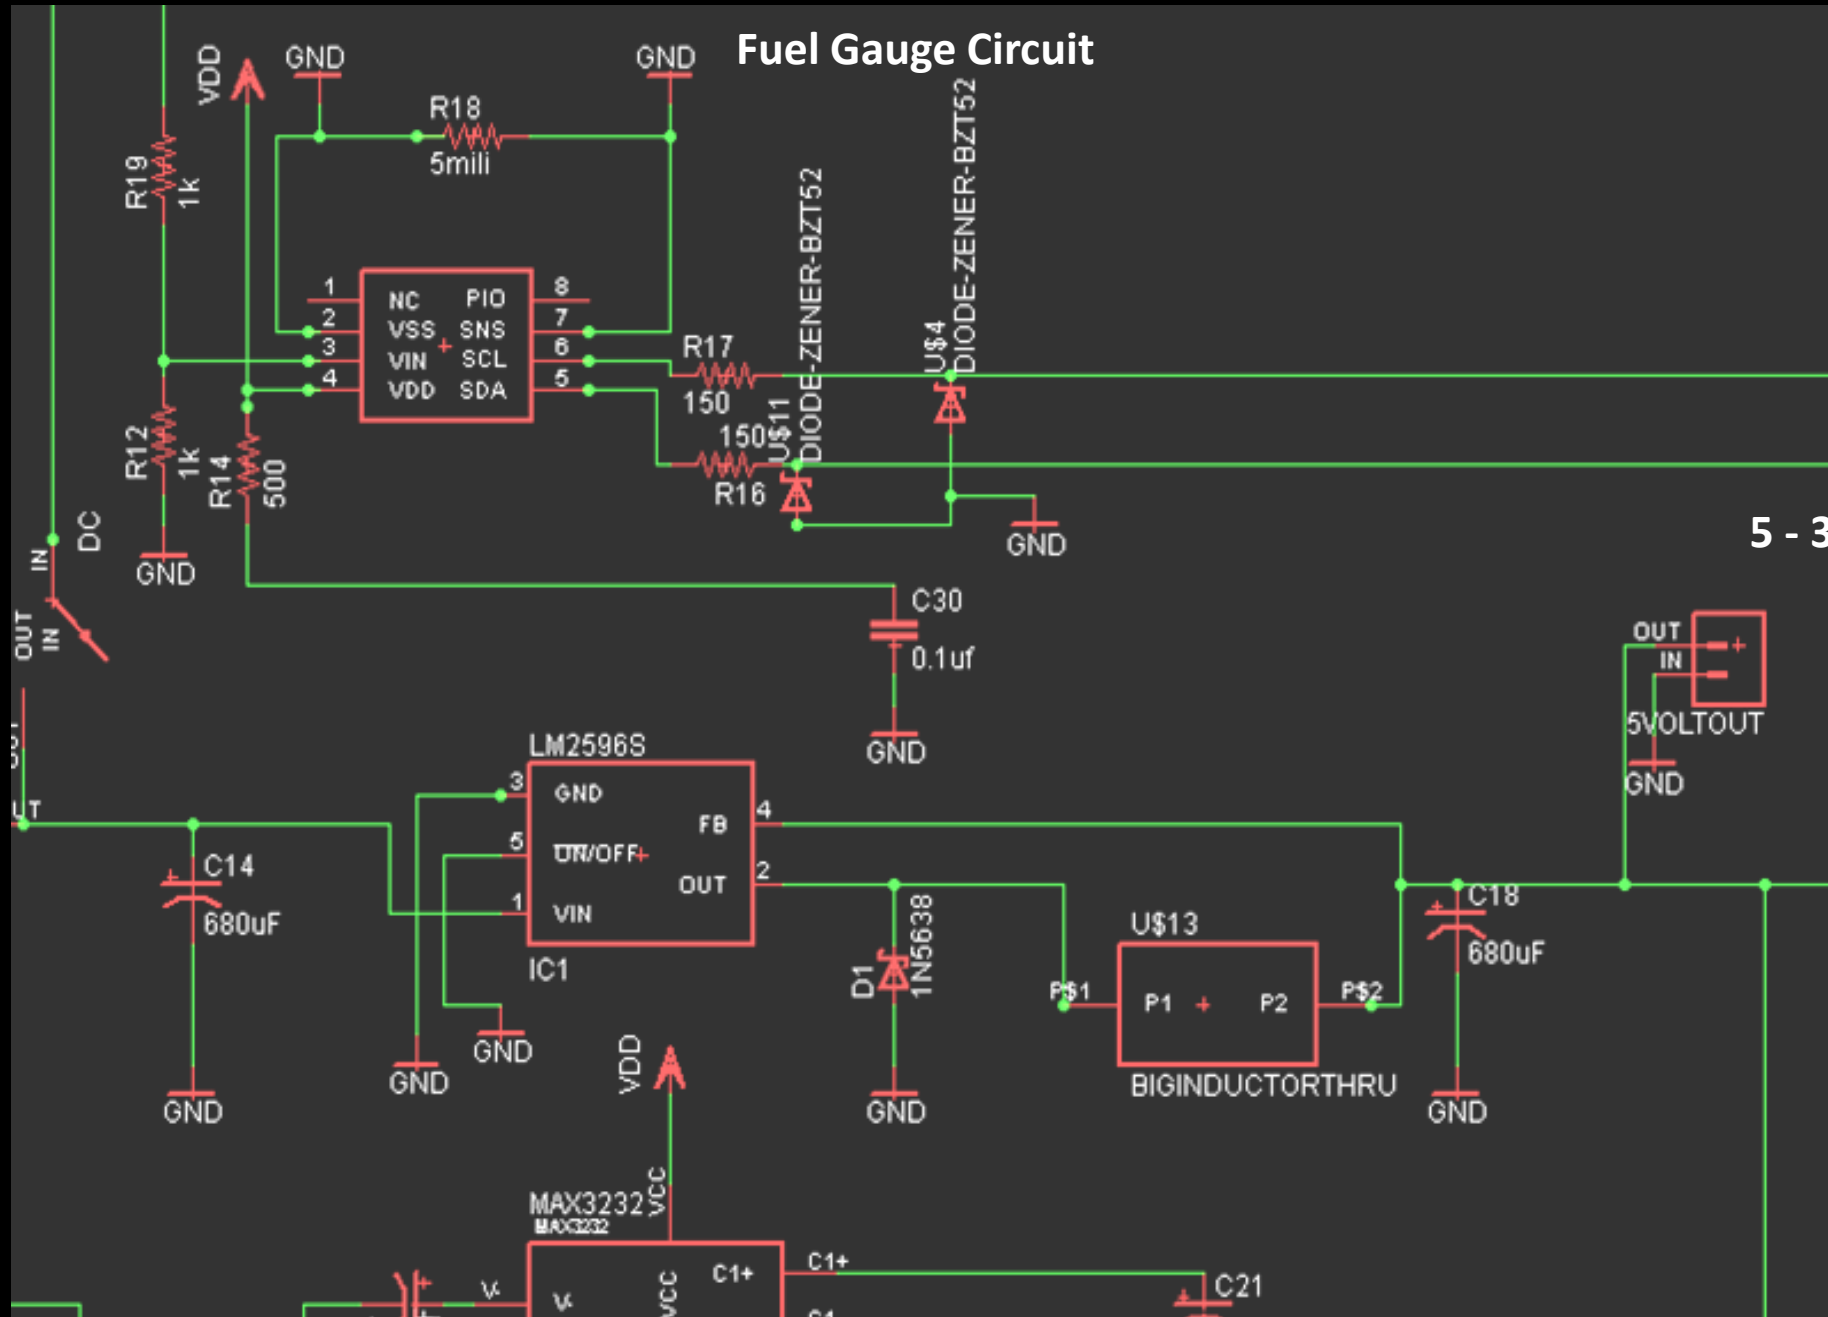 Fuel Gauge Circuit
VDD
GND
GND
R18
5mili
R19
1k
DIODE-ZENER-BZT52
DIODE-ZENER-BZT52
1 NC PIO 8
2 VSS SNS 7
3 VIN SCL 6
4 VDD SDA 5
R17
150
U$4
150
U$11
R16
R12
1k
R14
500
GND
GND
DC
IN
OUT
IN
5 - 3
C30
0.1uf
GND
OUT
IN
5VOLTOUT
GND
LM2596S
3 GND
FB 4
5 ON/OFF
OUT 2
1 VIN
IC1
UT
C14
680uF
GND
GND
GND
D1
1N5638
GND
U$13
P$1 P1 P2 P$2
BIGINDUCTORTHRU
C18
680uF
GND
VDD
MAX3232
MAX3232
VCC
V-
V-
VCC
C1+
C1+
C21